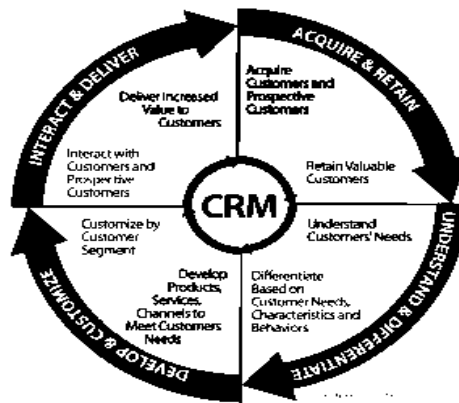 ACQUIRE & RETAIN
Acquire
Customers and
Prospective
Customers
Retain Valuable
Customers
UNDERSTAND & DIFFERENTIATE
Understand
Customers' Needs
Differentiate
Based on
Customer Needs,
Characteristics and
Behaviors
DEVELOP & CUSTOMIZE
Develop
Products,
Services,
Channels to
Meet Customers
Needs
Customize by
Customer
Segment
INTERACT & DELIVER
Interact with
Customers and
Prospective
Customers
Deliver Increased
Value to
Customers
CRM